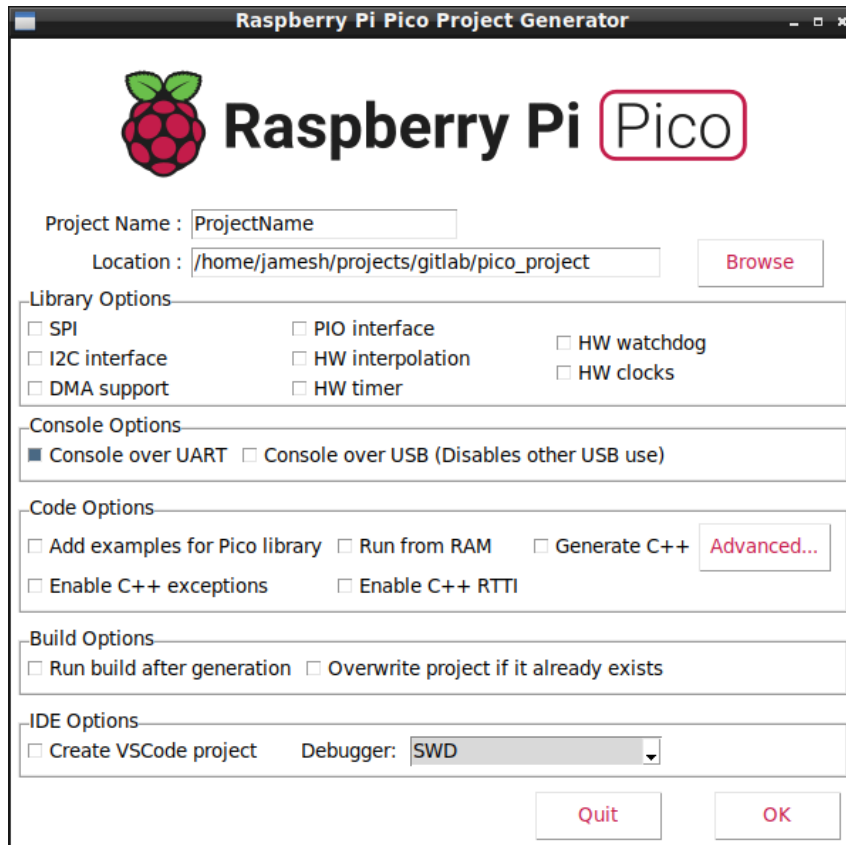 Raspberry Pi Pico Project Generator
Raspberry Pi Pico
Project Name : ProjectName
Location : /home/jamesh/projects/gitlab/pico_project Browse
Library Options
SPI PIO interface HW watchdog
I2C interface HW interpolation HW clocks
DMA support HW timer
Console Options
Console over UART Console over USB (Disables other USB use)
Code Options
Add examples for Pico library Run from RAM Generate C++ Advanced...
Enable C++ exceptions Enable C++ RTTI
Build Options
Run build after generation Overwrite project if it already exists
IDE Options
Create VSCode project Debugger: SWD
Quit OK